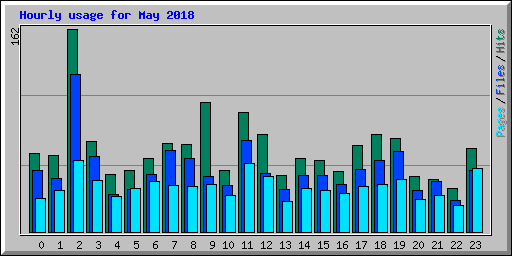 Hourly usage for May 2018
162
Pages/Files/Hits
0 1 2 3 4 5 6 7 8 9 10 11 12 13 14 15 16 17 18 19 20 21 22 23